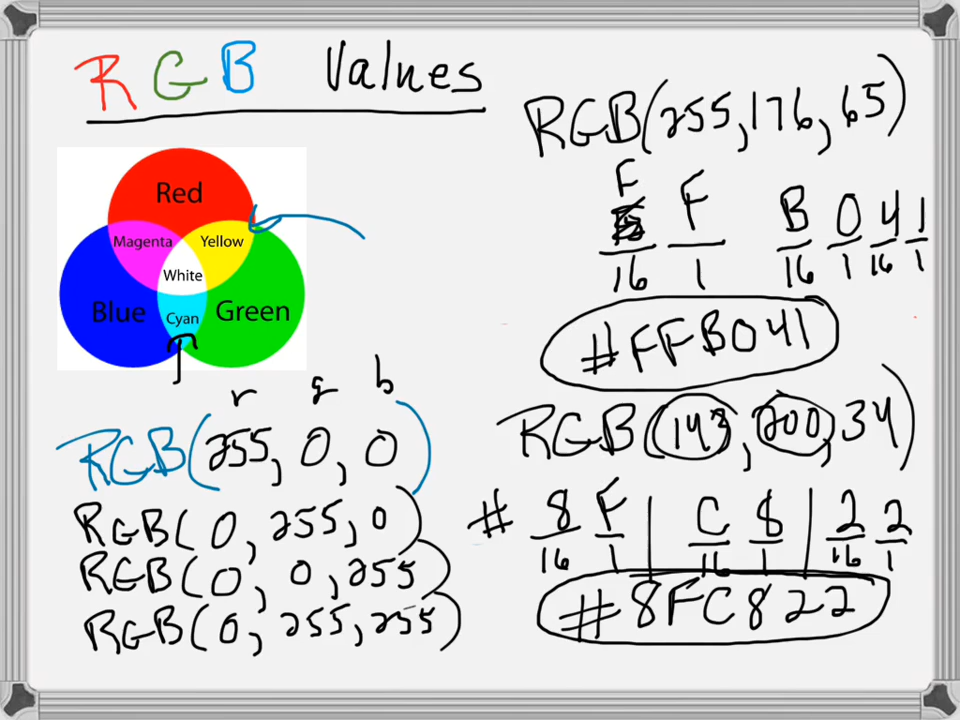 RGB Values
Red
Magenta
Yellow
White
Blue
Cyan
Green
r g b
RGB(255, 0, 0)
RGB(0, 255, 0)
RGB(0, 0, 255)
RGB(0, 255, 255)
RGB(255, 176, 65)
F F B 0 4 1
16 1 16 1 16 1
#FFB041
RGB(143, 200, 34)
# 8 F | C 8 | 2 2
16 1 16 1 16 1
#8FC822